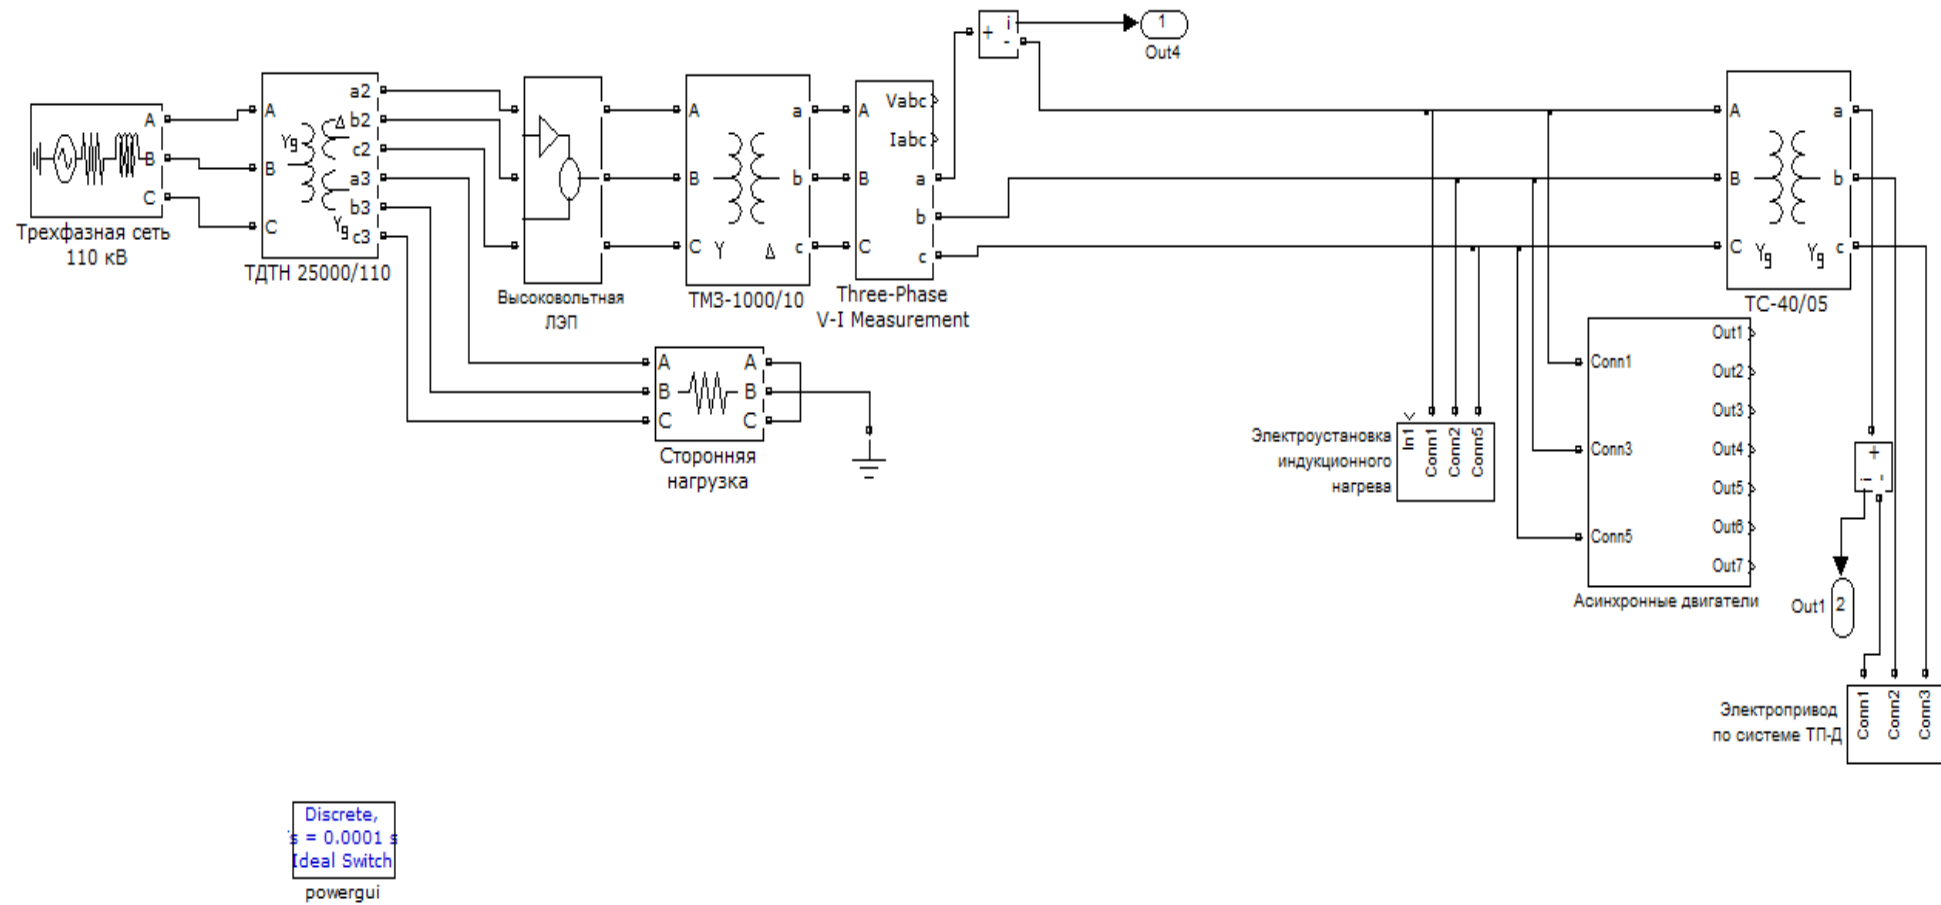 A
B
C
Трехфазная сеть
110 кВ
A
B
C
a2
b2
c2
a3
b3
c3
Yg
Δ
Yg
ТДТН 25000/110
Высоковольтная
ЛЭП
A
B
C
a
b
c
Y
Δ
ТМЗ-1000/10
A
B
C
Vabc
Iabc
a
b
c
Three-Phase
V-I Measurement
+
i
-
1
Out4
A
B
C
a
b
c
Yg
Yg
ТС-40/05
A
B
C
A
B
C
Сторонняя
нагрузка
Электроустановка
индукционного
нагрева
In1
Conn1
Conn2
Conn5
Conn1
Conn3
Conn5
Out1
Out2
Out3
Out4
Out5
Out6
Out7
Асинхронные двигатели
+
i
-
Out1
2
Электропривод
по системе ТП-Д
Conn1
Conn2
Conn3
Discrete,
s = 0.0001 s
Ideal Switch
powergui